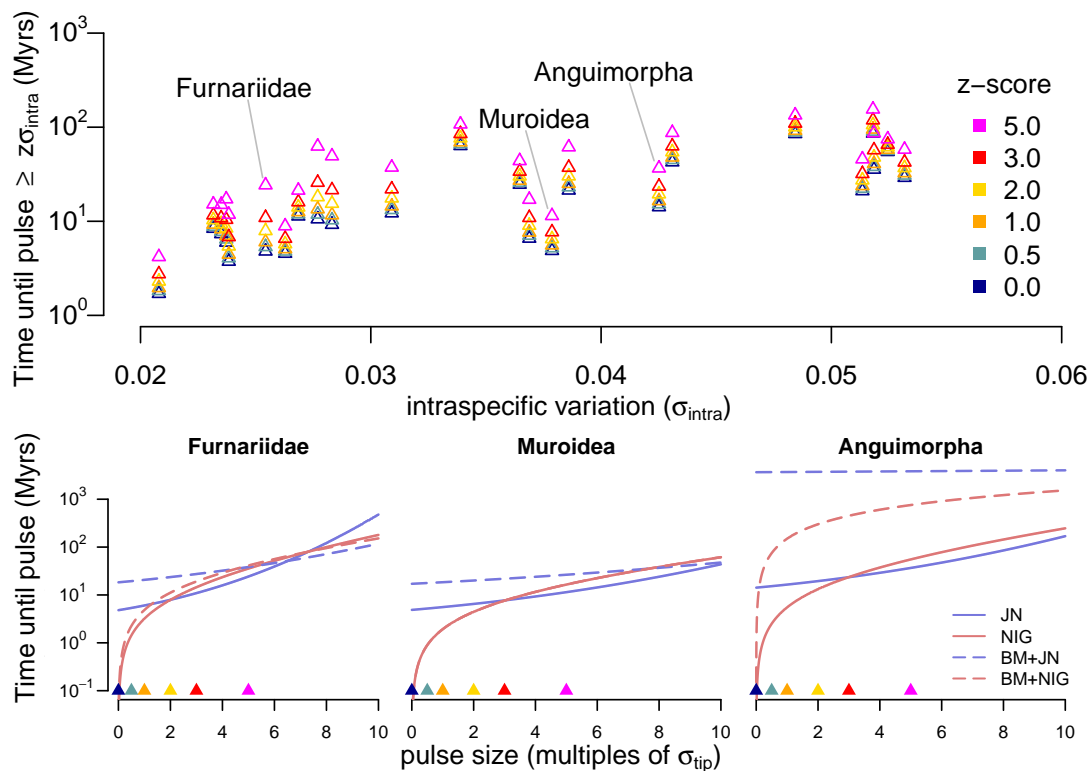 Time until pulse ≥ zσintra (Myrs)
10^3
10^2
10^1
10^0
Furnariidae
Muroidea
Anguimorpha
z−score
5.0
3.0
2.0
1.0
0.5
0.0
0.02
0.03
0.04
0.05
0.06
intraspecific variation (σintra)
Furnariidae
Muroidea
Anguimorpha
Time until pulse (Myrs)
10^3
10^2
10^1
10^0
10^−1
JN
NIG
BM+JN
BM+NIG
0 2 4 6 8 10
0 2 4 6 8 10
0 2 4 6 8 10
pulse size (multiples of σtip)